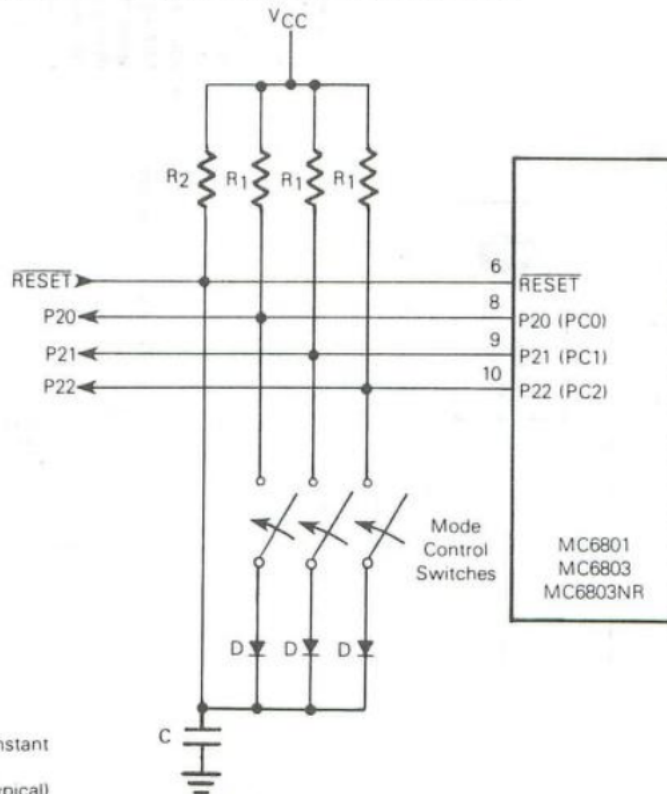 VCC
R2
R1
R1
R1
RESET
6
RESET
P20
8
P20 (PC0)
P21
9
P21 (PC1)
P22
10
P22 (PC2)
Mode
Control
Switches
MC6801
MC6803
MC6803NR
D
D
D
C